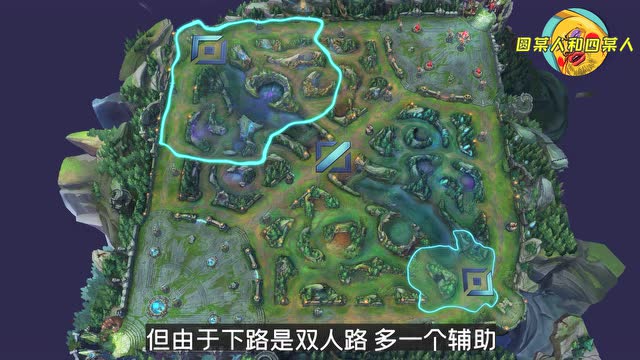 圆某人和四某人
但由于下路是双人路 多一个辅助